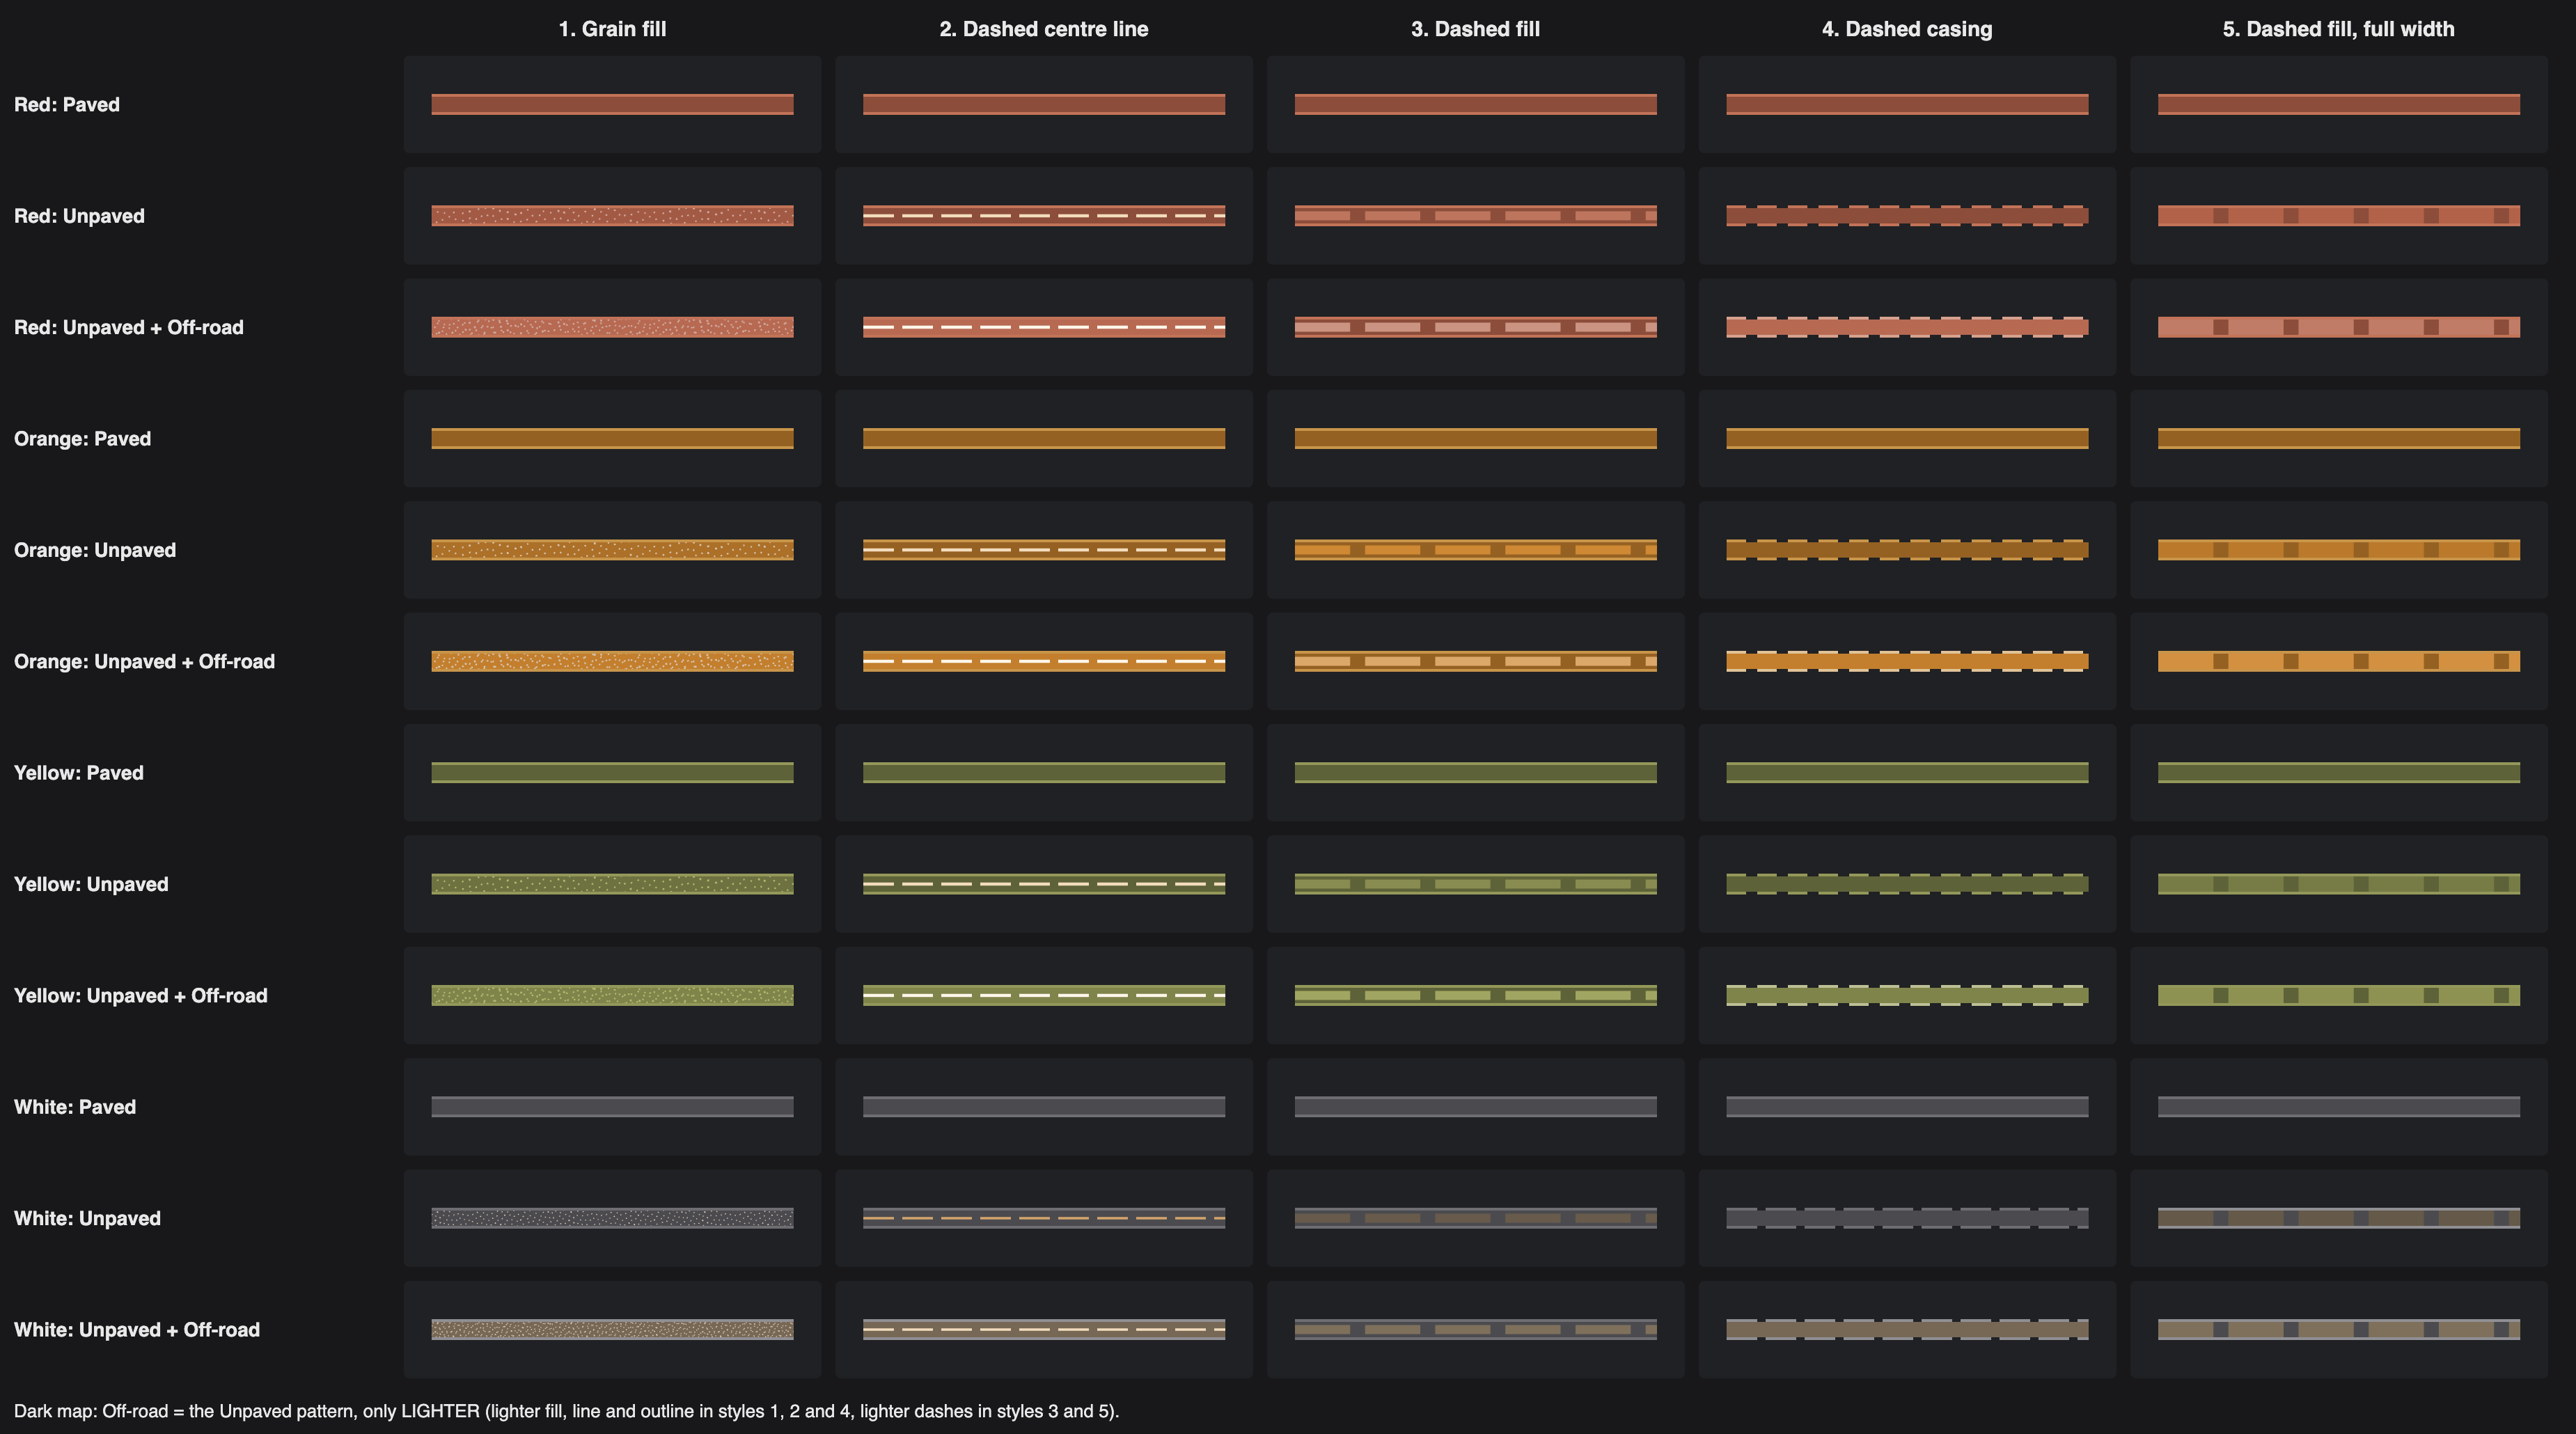 1. Grain fill
2. Dashed centre line
3. Dashed fill
4. Dashed casing
5. Dashed fill, full width
Red: Paved
Red: Unpaved
Red: Unpaved + Off-road
Orange: Paved
Orange: Unpaved
Orange: Unpaved + Off-road
Yellow: Paved
Yellow: Unpaved
Yellow: Unpaved + Off-road
White: Paved
White: Unpaved
White: Unpaved + Off-road
Dark map: Off-road = the Unpaved pattern, only LIGHTER (lighter fill, line and outline in styles 1, 2 and 4, lighter dashes in styles 3 and 5).